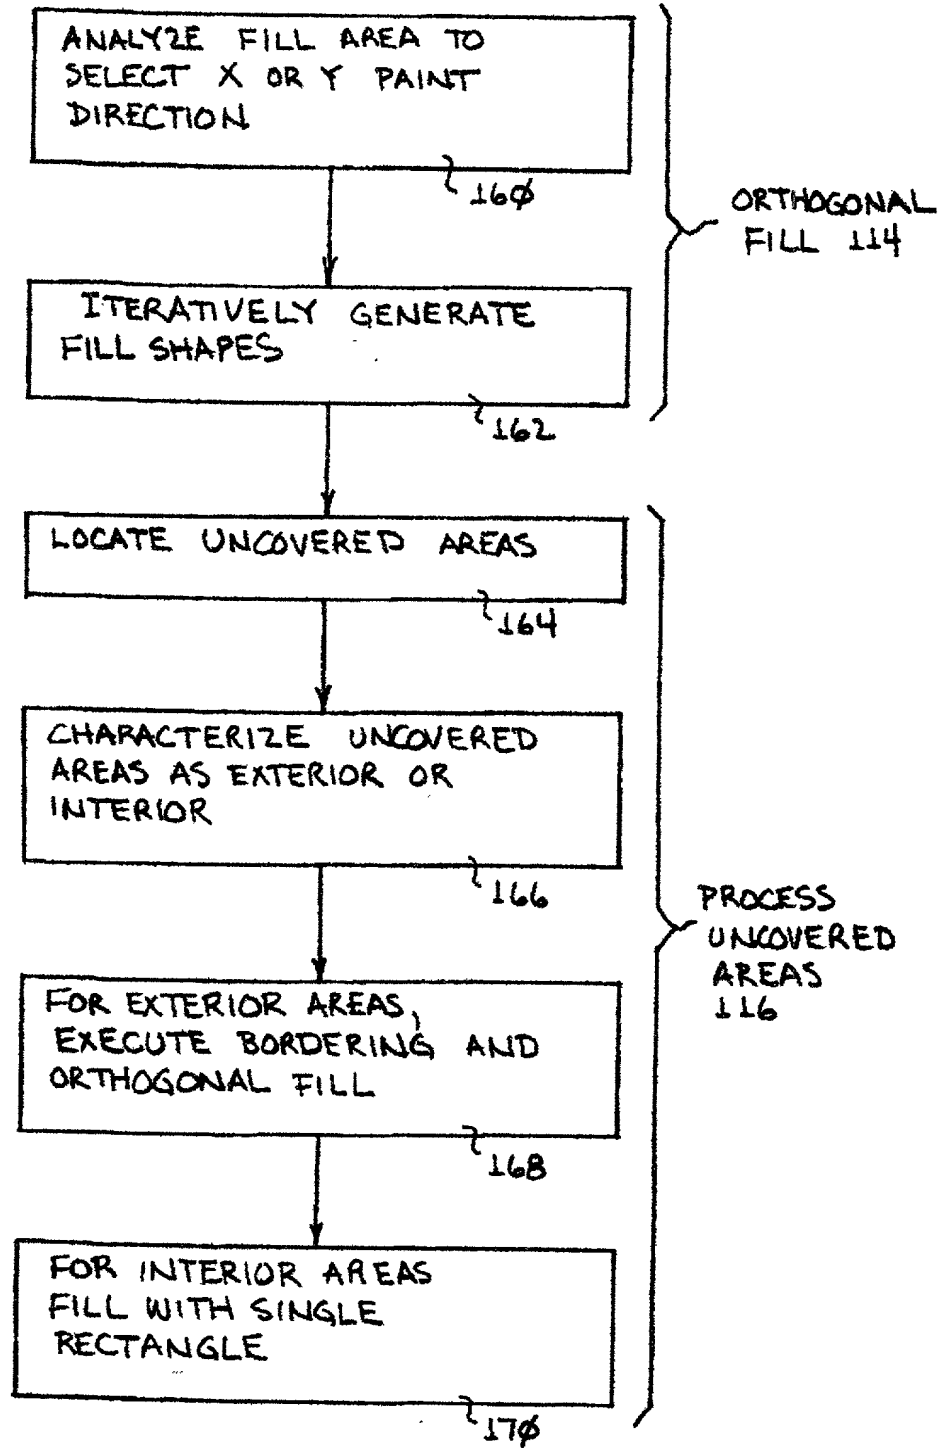 ANALYZE FILL AREA TO
SELECT X OR Y PAINT
DIRECTION
16ø
ORTHOGONAL
FILL 114
ITERATIVELY GENERATE
FILL SHAPES
162
LOCATE UNCOVERED AREAS
164
CHARACTERIZE UNCOVERED
AREAS AS EXTERIOR OR
INTERIOR
166
PROCESS
UNCOVERED
AREAS
116
FOR EXTERIOR AREAS,
EXECUTE BORDERING AND
ORTHOGONAL FILL
168
FOR INTERIOR AREAS
FILL WITH SINGLE
RECTANGLE
17ø